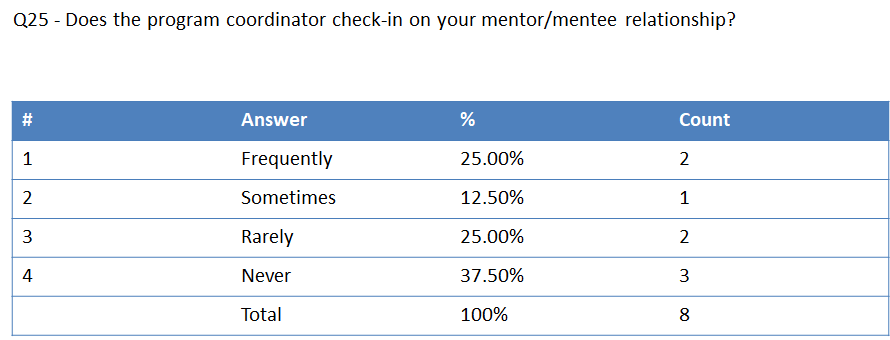 Q25 - Does the program coordinator check-in on your mentor/mentee relationship?
# Answer % Count
1 Frequently 25.00% 2
2 Sometimes 12.50% 1
3 Rarely 25.00% 2
4 Never 37.50% 3
Total 100% 8